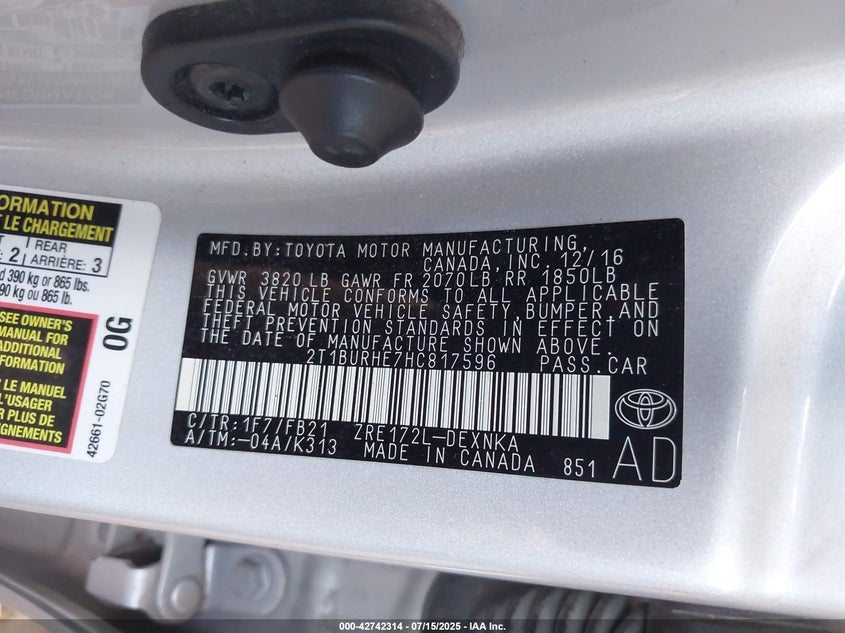 ORMATION
T LE CHARGEMENT
2 REAR
ARRIÈRE: 3
d 390 kg or 865 lbs.
90 kg ou 865 lb.
SEE OWNER'S
MANUAL FOR
ADDITIONAL
INFORMATION
LE MANUEL
L'USAGER
PLUS
IGNEMENTS
0G
42661-02G70
MFD. BY: TOYOTA MOTOR MANUFACTURING,
CANADA, INC. 12/16
GVWR 3820 LB GAWR FR 2070LB, RR 1850LB
THIS VEHICLE CONFORMS TO ALL APPLICABLE
FEDERAL MOTOR VEHICLE SAFETY, BUMPER, AND
THEFT PREVENTION STANDARDS IN EFFECT ON
THE DATE OF MANUFACTURE SHOWN ABOVE.
2T1BURHE7HC817596 PASS. CAR
C/TR: 1F7/FB21 ZRE172L-DEXNKA
A/TM: -04A/K313 MADE IN CANADA 851
AD
000-42742314 - 07/15/2025 - IAA Inc.